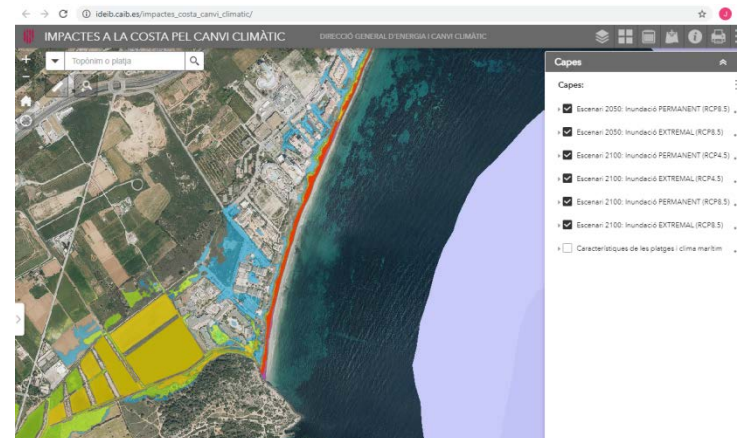 ideib.caib.es/impactes_costa_canvi_climatic/
IMPACTES A LA COSTA PEL CANVI CLIMÀTIC
DIRECCIÓ GENERAL D'ENERGIA I CANVI CLIMÀTIC
Topònim o platja
Capes
Capes:
Escenari 2050: Inundació PERMANENT (RCP8.5)
Escenari 2050: Inundació EXTREMAL (RCP8.5)
Escenari 2100: Inundació PERMANENT (RCP4.5)
Escenari 2100: Inundació EXTREMAL (RCP4.5)
Escenari 2100: Inundació PERMANENT (RCP8.5)
Escenari 2100: Inundació EXTREMAL (RCP8.5)
Característiques de les platges i clima marítim